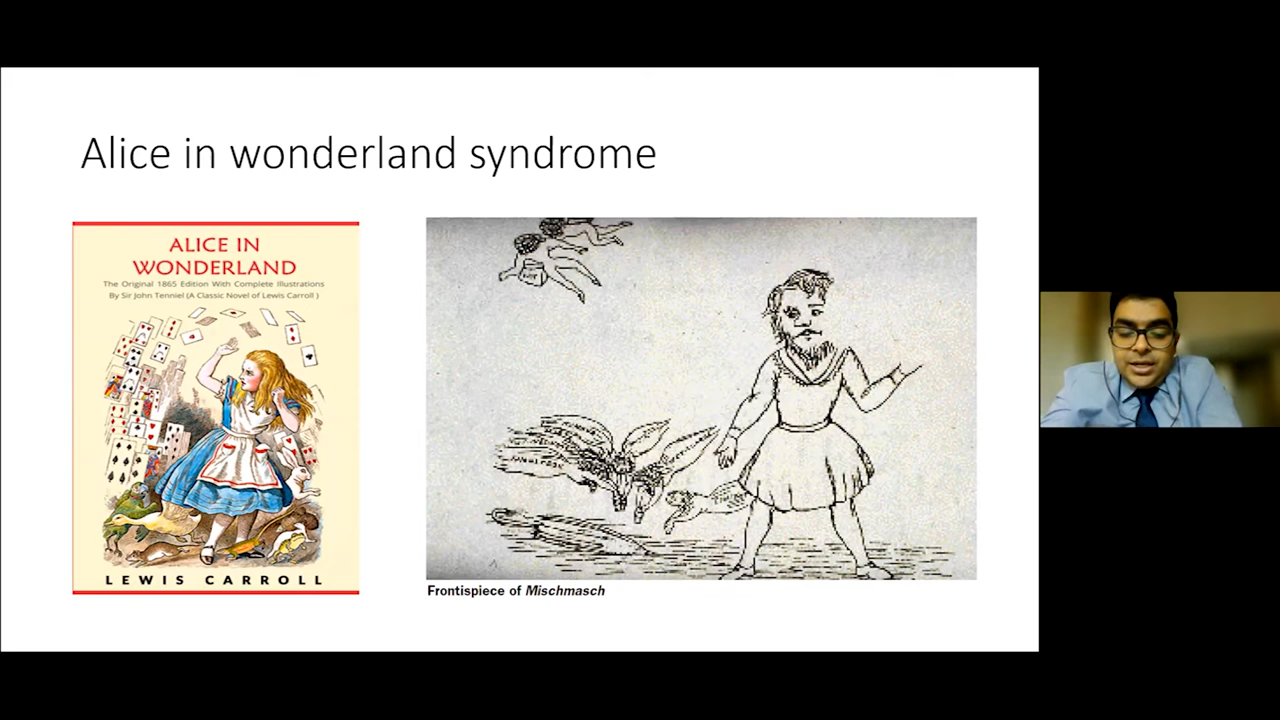 Alice in wonderland syndrome
ALICE IN
WONDERLAND
The Original 1865 Edition With Complete Illustrations
By Sir John Tenniel (A Classic Novel of Lewis Carroll )
LEWIS CARROLL
Frontispiece of Mischmasch